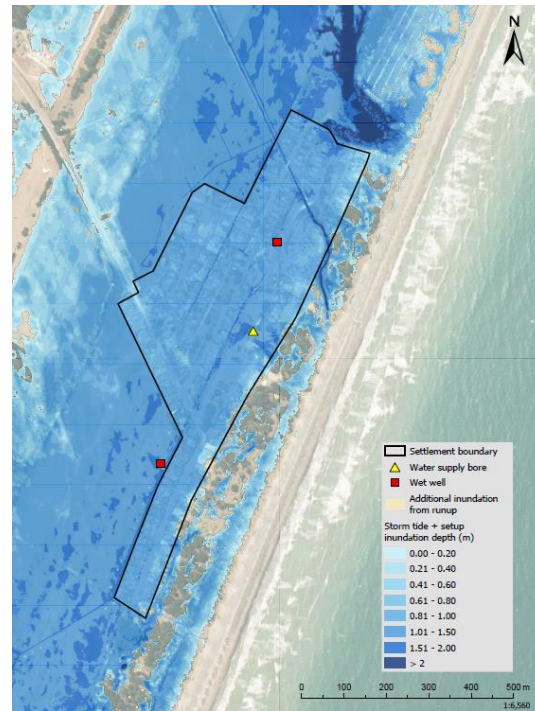 N
Settlement boundary
Water supply bore
Wet well
Additional inundation
from runup
Storm tide + setup
inundation depth (m)
0.00 - 0.20
0.21 - 0.40
0.41 - 0.60
0.61 - 0.80
0.81 - 1.00
1.01 - 1.50
1.51 - 2.00
> 2
0 100 200 300 400 500 m
1:6,560